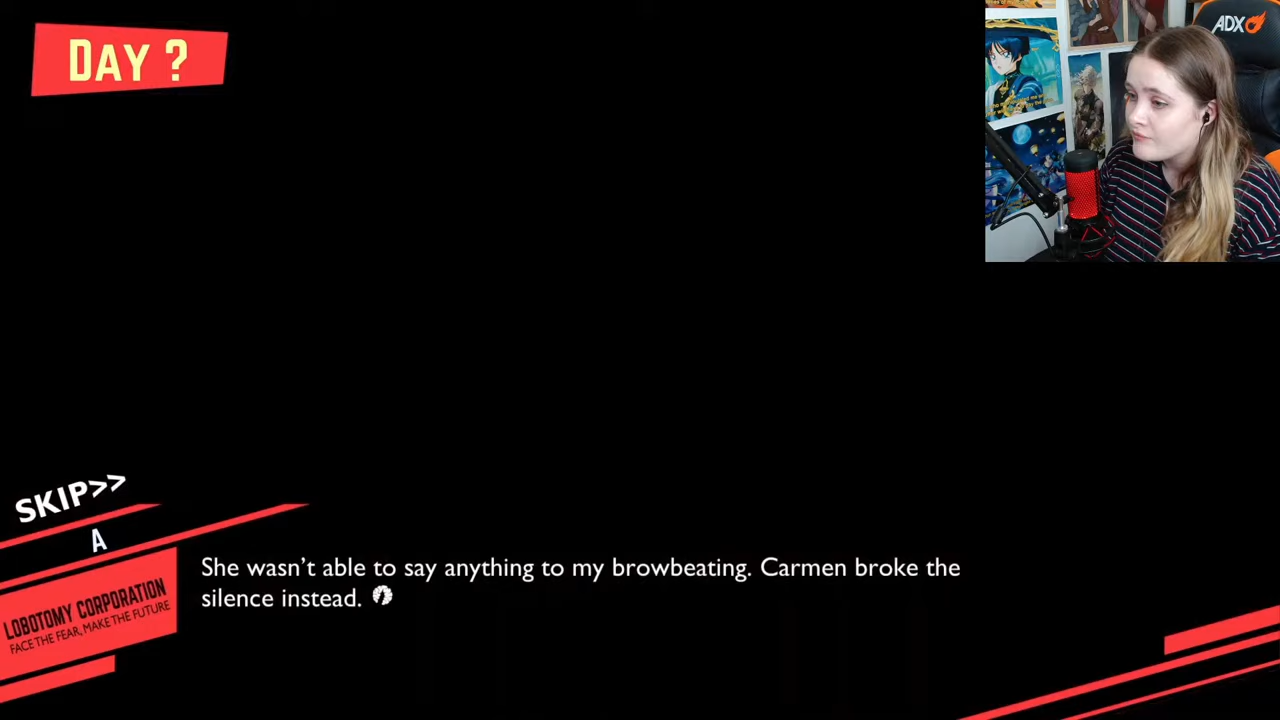 DAY ?
ADX
SKIP>>
A
LOBOTOMY CORPORATION
FACE THE FEAR, MAKE THE FUTURE
She wasn't able to say anything to my browbeating. Carmen broke the
silence instead.